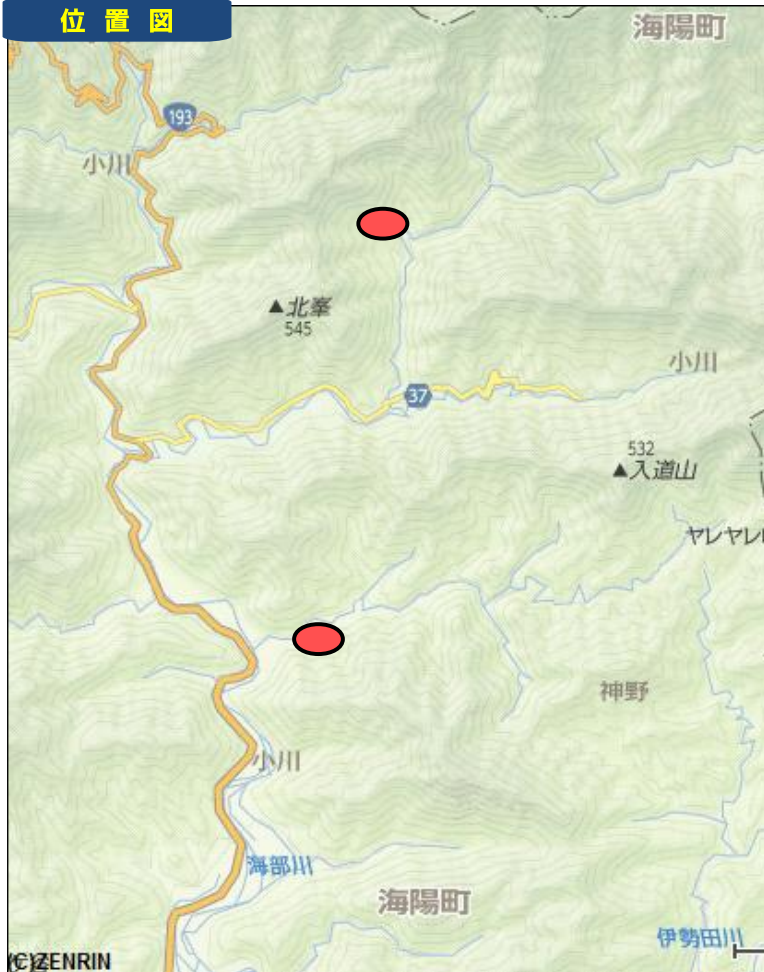 位置図
海陽町
193
小川
▲北峯
545
小川
37
532
▲入道山
ヤレヤレ
神野
小川
海部川
海陽町
伊勢田川
(C)ZENRIN